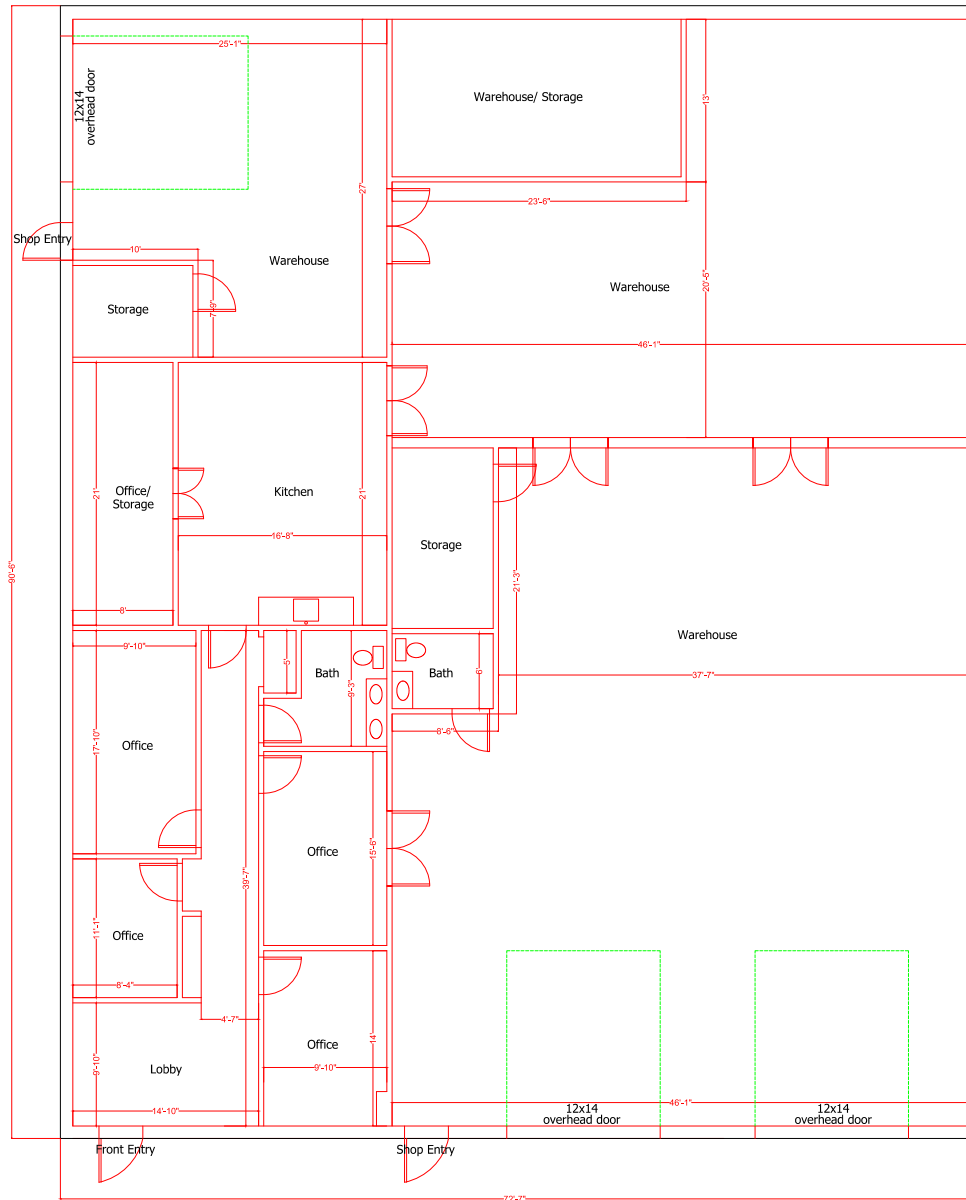 25'-1"
12x14
overhead door
Warehouse/ Storage
13'
27'
23'-6"
Shop Entry
10'
Warehouse
Warehouse
20'-6"
Storage
7'-9"
46'-1"
Office/
Storage
21'
Kitchen
21'
16'-8"
Storage
21'-3"
90'-6"
8'
Warehouse
9'-10"
5'
Bath
9'-3"
Bath
6'
37'-7"
8'-6"
17'-10"
Office
Office
15'-6"
39'-7"
11'-1"
Office
8'-4"
4'-7"
9'-10"
Lobby
14'-10"
Office
14'
9'-10"
46'-1"
12x14
overhead door
12x14
overhead door
Front Entry
Shop Entry
72'-7"